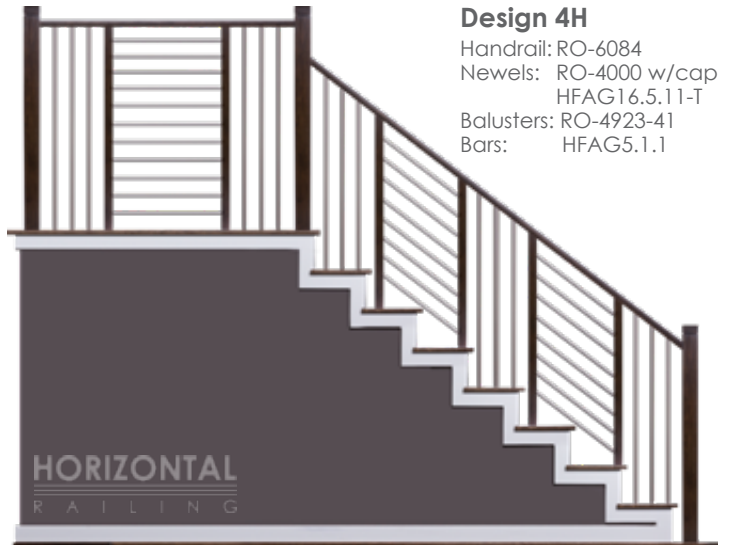 Design 4H
Handrail: RO-6084
Newels: RO-4000 w/cap
HFAG16.5.11-T
Balusters: RO-4923-41
Bars: HFAG5.1.1
HORIZONTAL
RAILING